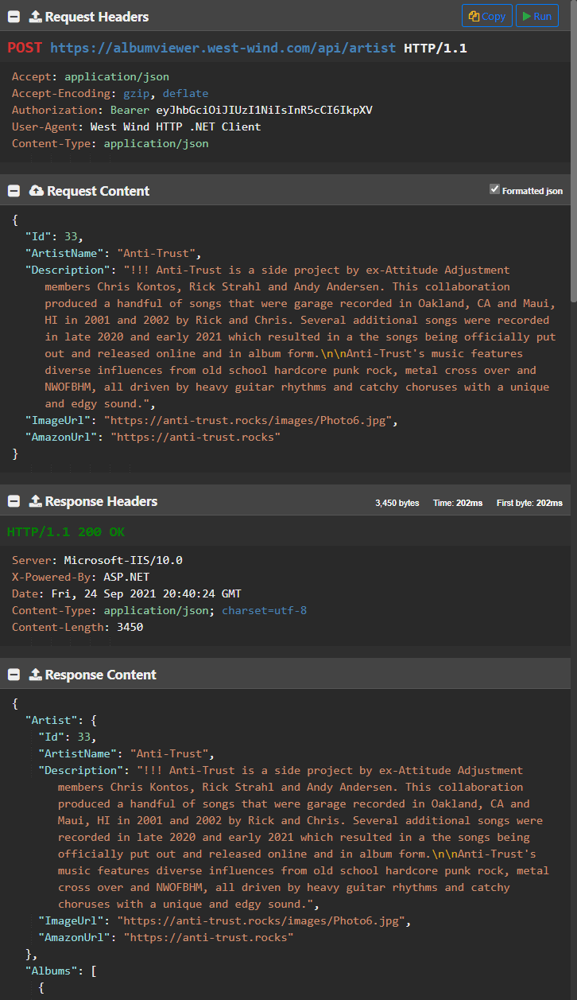 Request Headers
Copy
Run
POST https://albumviewer.west-wind.com/api/artist HTTP/1.1
Accept: application/json
Accept-Encoding: gzip, deflate
Authorization: Bearer eyJhbGciOiJIUzI1NiIsInR5cCI6IkpXV
User-Agent: West Wind HTTP .NET Client
Content-Type: application/json
Request Content
Formatted json
{
"Id": 33,
"ArtistName": "Anti-Trust",
"Description": "!!! Anti-Trust is a side project by ex-Attitude Adjustment
members Chris Kontos, Rick Strahl and Andy Andersen. This collaboration
produced a handful of songs that were garage recorded in Oakland, CA and Maui,
HI in 2001 and 2002 by Rick and Chris. Several additional songs were recorded
in late 2020 and early 2021 which resulted in a the songs being officially put
out and released online and in album form.\n\nAnti-Trust's music features
diverse influences from old school hardcore punk rock, metal cross over and
NWOFBHM, all driven by heavy guitar rhythms and catchy choruses with a unique
and edgy sound.",
"ImageUrl": "https://anti-trust.rocks/images/Photo6.jpg",
"AmazonUrl": "https://anti-trust.rocks"
}
Response Headers
3,450 bytes Time: 202ms First byte: 202ms
HTTP/1.1 200 OK
Server: Microsoft-IIS/10.0
X-Powered-By: ASP.NET
Date: Fri, 24 Sep 2021 20:40:24 GMT
Content-Type: application/json; charset=utf-8
Content-Length: 3450
Response Content
{
"Artist": {
"Id": 33,
"ArtistName": "Anti-Trust",
"Description": "!!! Anti-Trust is a side project by ex-Attitude Adjustment
members Chris Kontos, Rick Strahl and Andy Andersen. This collaboration
produced a handful of songs that were garage recorded in Oakland, CA and
Maui, HI in 2001 and 2002 by Rick and Chris. Several additional songs were
recorded in late 2020 and early 2021 which resulted in a the songs being
officially put out and released online and in album form.\n\nAnti-Trust's
music features diverse influences from old school hardcore punk rock, metal
cross over and NWOFBHM, all driven by heavy guitar rhythms and catchy
choruses with a unique and edgy sound.",
"ImageUrl": "https://anti-trust.rocks/images/Photo6.jpg",
"AmazonUrl": "https://anti-trust.rocks"
},
"Albums": [
{